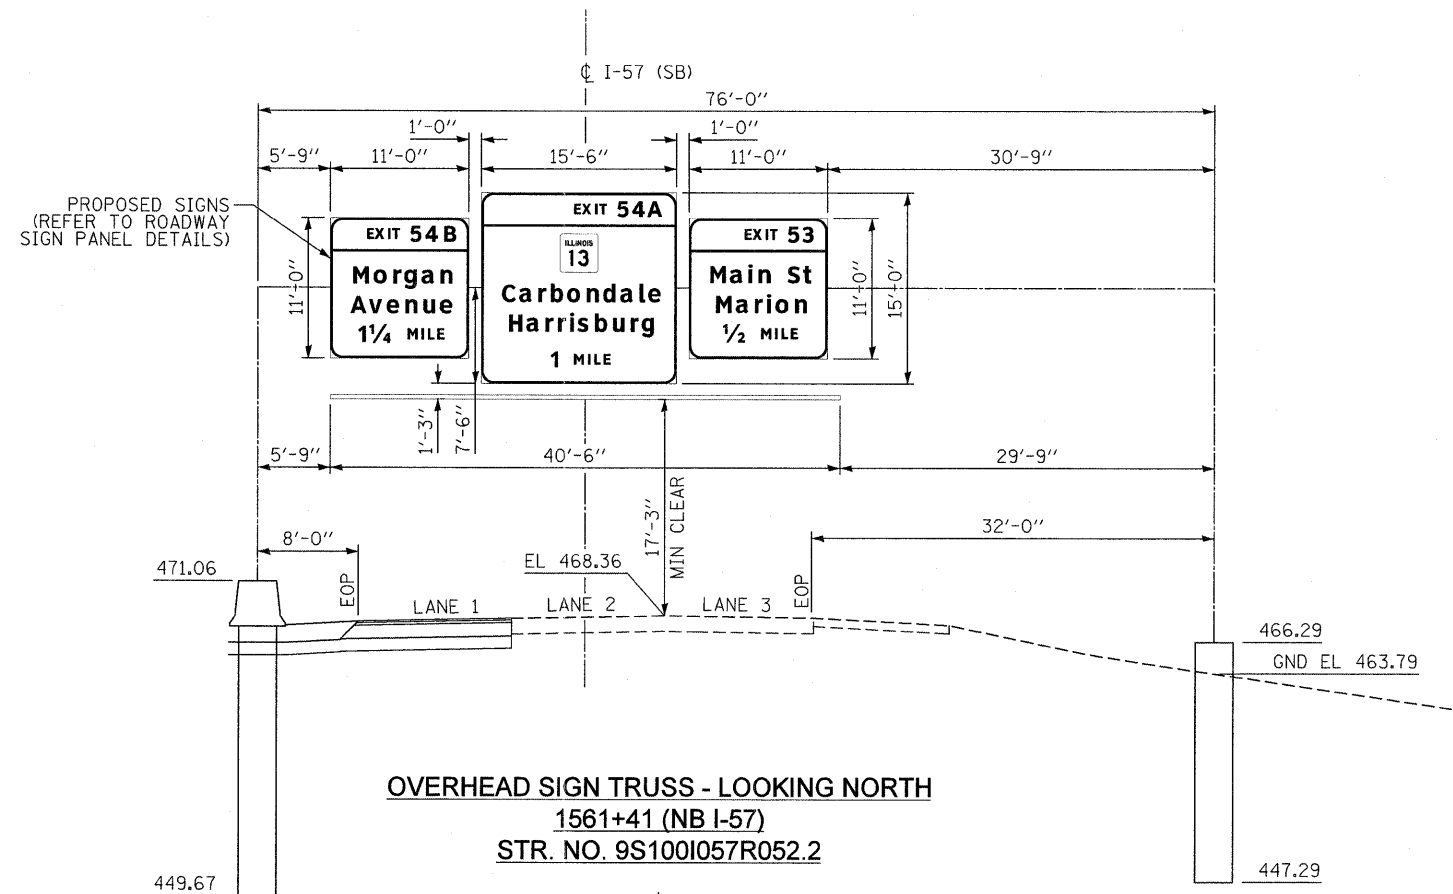 ℄ I-57 (SB)
76'-0"
1'-0"
1'-0"
5'-9"
11'-0"
15'-6"
11'-0"
30'-9"
PROPOSED SIGNS
(REFER TO ROADWAY
SIGN PANEL DETAILS)
EXIT 54B
Morgan
Avenue
1¼ MILE
EXIT 54A
ILLINOIS
13
Carbondale
Harrisburg
1 MILE
EXIT 53
Main St
Marion
½ MILE
11'-0"
11'-0"
15'-0"
1'-3"
7'-6"
5'-9"
40'-6"
29'-9"
17'-3"
MIN CLEAR
8'-0"
32'-0"
EL 468.36
471.06
EOP
LANE 1
LANE 2
LANE 3
EOP
466.29
GND EL 463.79
OVERHEAD SIGN TRUSS - LOOKING NORTH
1561+41 (NB I-57)
STR. NO. 9S100I057R052.2
449.67
447.29